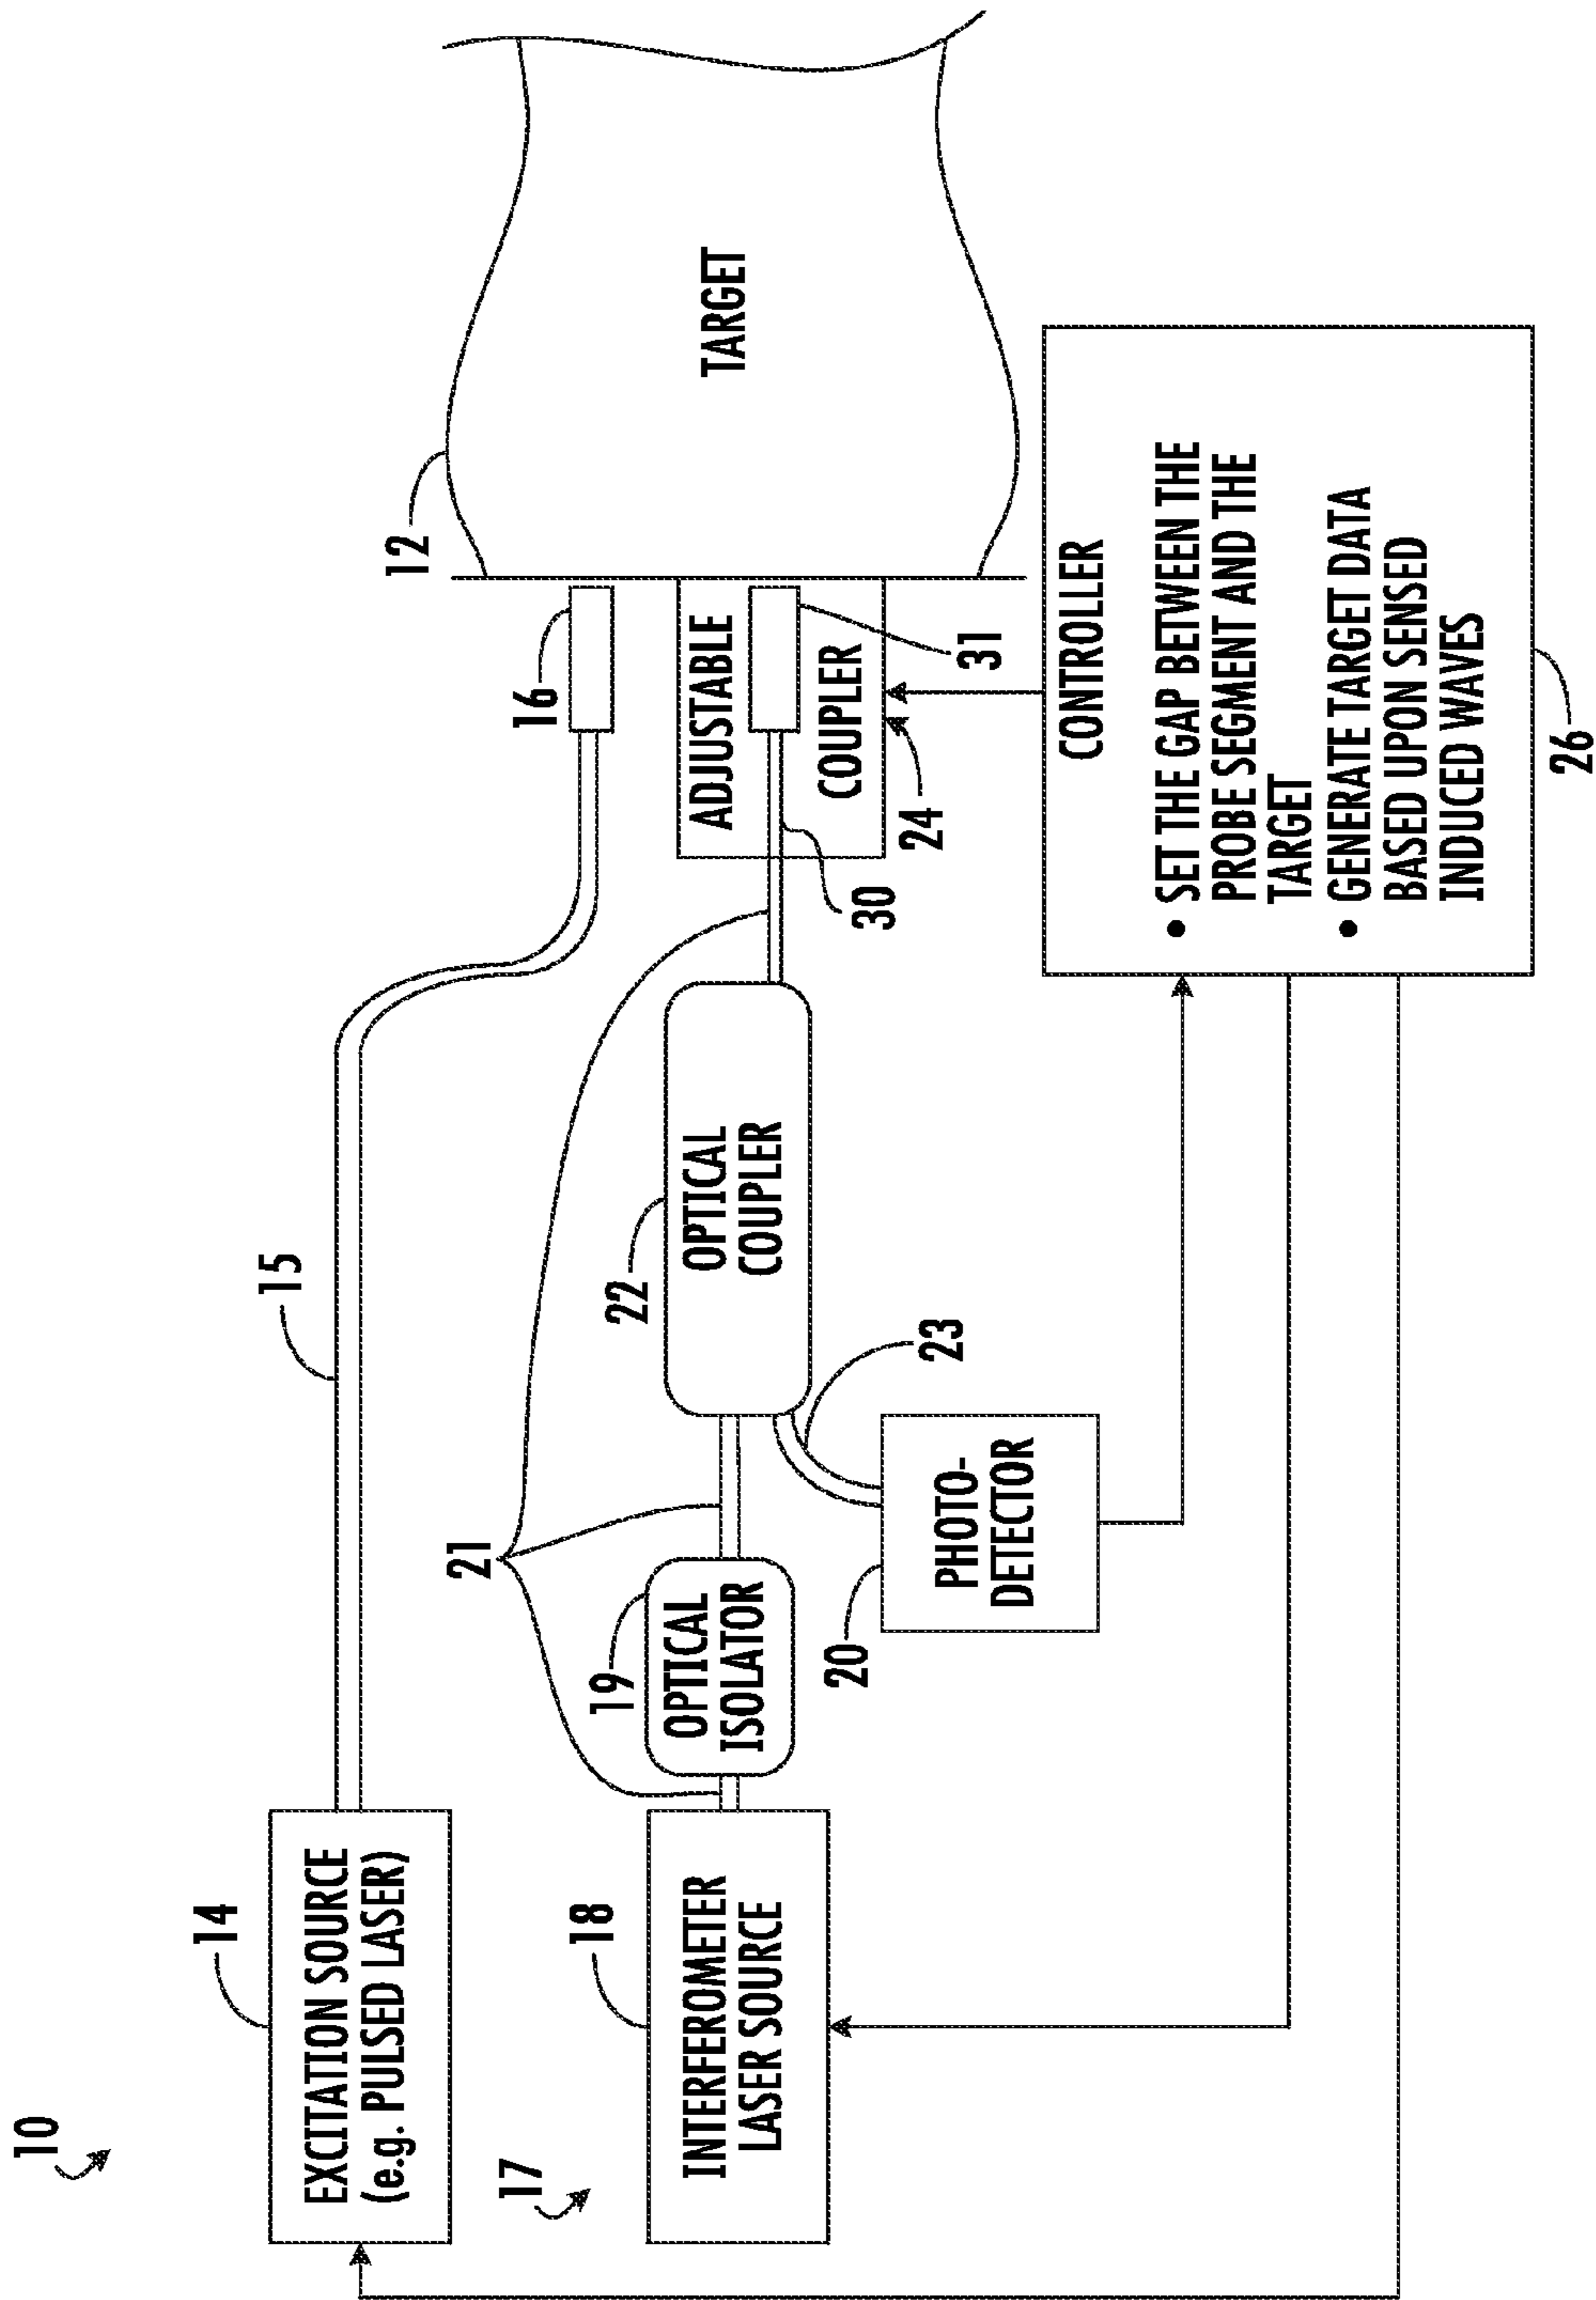 10
14
EXCITATION SOURCE
(e.g. PULSED LASER)
15
12
16
TARGET
17
18
INTERFEROMETER
LASER SOURCE
21
19
OPTICAL
ISOLATOR
22
OPTICAL
COUPLER
ADJUSTABLE
COUPLER
30
24
31
20
PHOTO-
DETECTOR
23
CONTROLLER
• SET THE GAP BETWEEN THE
PROBE SEGMENT AND THE
TARGET
• GENERATE TARGET DATA
BASED UPON SENSED
INDUCED WAVES
26